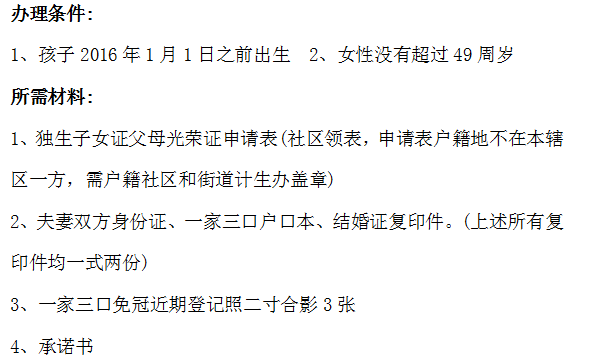 办理条件:
1、孩子 2016 年 1 月 1 日之前出生 2、女性没有超过 49 周岁
所需材料:
1、独生子女证父母光荣证申请表(社区领表，申请表户籍地不在本辖
区一方，需户籍社区和街道计生办盖章)
2、夫妻双方身份证、一家三口户口本、结婚证复印件。(上述所有复
印件均一式两份)
3、一家三口免冠近期登记照二寸合影 3 张
4、承诺书